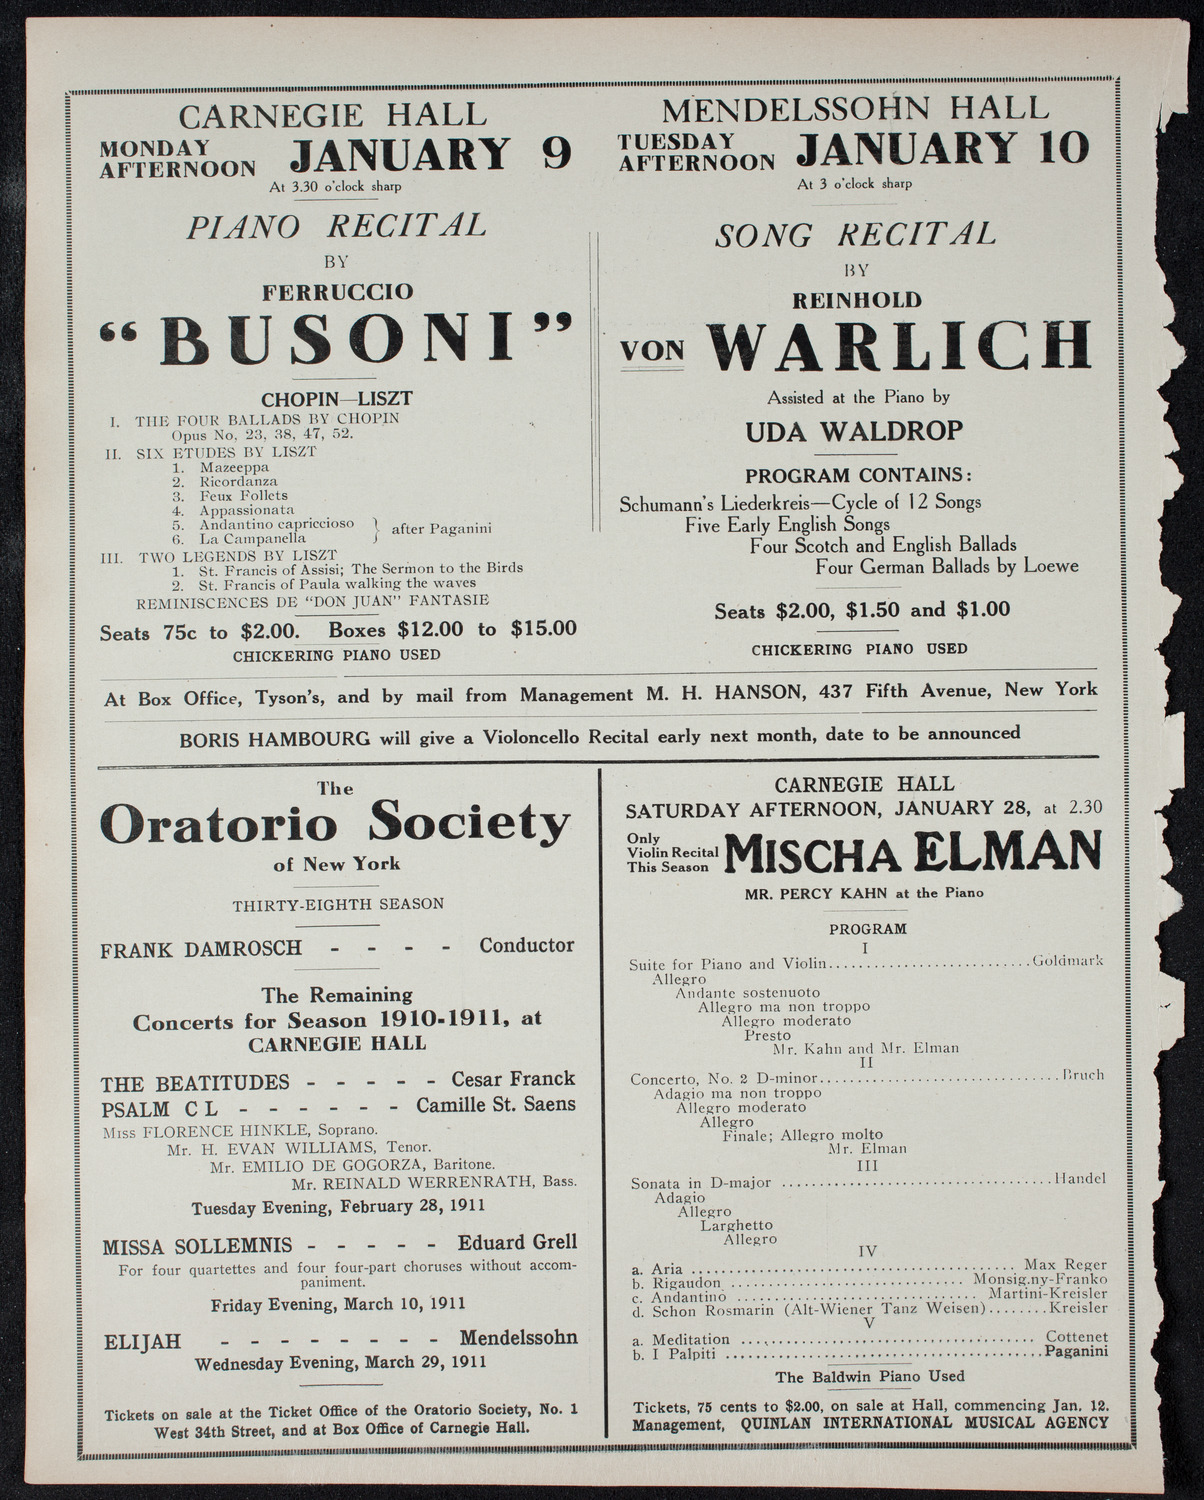 CARNEGIE HALL
MONDAY
AFTERNOON JANUARY 9
At 3.30 o'clock sharp
PIANO RECITAL
BY
FERRUCCIO
“BUSONI”
CHOPIN—LISZT
I. THE FOUR BALLADS BY CHOPIN
Opus No, 23, 38, 47, 52.
II. SIX ETUDES BY LISZT
1. Mazeeppa
2. Ricordanza
3. Feux Follets
4. Appassionata
5. Andantino capriccioso
6. La Campanella } after Paganini
III. TWO LEGENDS BY LISZT
1. St. Francis of Assisi; The Sermon to the Birds
2. St. Francis of Paula walking the waves
REMINISCENCES DE “DON JUAN” FANTASIE
Seats 75c to $2.00. Boxes $12.00 to $15.00
CHICKERING PIANO USED
MENDELSSOHN HALL
TUESDAY
AFTERNOON JANUARY 10
At 3 o'clock sharp
SONG RECITAL
BY
REINHOLD
VON WARLICH
Assisted at the Piano by
UDA WALDROP
PROGRAM CONTAINS:
Schumann's Liederkreis—Cycle of 12 Songs
Five Early English Songs
Four Scotch and English Ballads
Four German Ballads by Loewe
Seats $2.00, $1.50 and $1.00
CHICKERING PIANO USED
At Box Office, Tyson's, and by mail from Management M. H. HANSON, 437 Fifth Avenue, New York
BORIS HAMBOURG will give a Violoncello Recital early next month, date to be announced
The
Oratorio Society
of New York
THIRTY-EIGHTH SEASON
FRANK DAMROSCH - - - - Conductor
The Remaining
Concerts for Season 1910-1911, at
CARNEGIE HALL
THE BEATITUDES - - - - - Cesar Franck
PSALM C L - - - - - - Camille St. Saens
Miss FLORENCE HINKLE, Soprano.
Mr. H. EVAN WILLIAMS, Tenor.
Mr. EMILIO DE GOGORZA, Baritone.
Mr. REINALD WERRENRATH, Bass.
Tuesday Evening, February 28, 1911
MISSA SOLLEMNIS - - - - - Eduard Grell
For four quartettes and four four-part choruses without accom-
paniment.
Friday Evening, March 10, 1911
ELIJAH - - - - - - - - Mendelssohn
Wednesday Evening, March 29, 1911
Tickets on sale at the Ticket Office of the Oratorio Society, No. 1
West 34th Street, and at Box Office of Carnegie Hall.
CARNEGIE HALL
SATURDAY AFTERNOON, JANUARY 28, at 2.30
Only
Violin Recital
This Season MISCHA ELMAN
MR. PERCY KAHN at the Piano
PROGRAM
I
Suite for Piano and Violin..........................Goldmark
Allegro
Andante sostenuoto
Allegro ma non troppo
Allegro moderato
Presto
Mr. Kahn and Mr. Elman
II
Concerto, No. 2 D-minor...............................Bruch
Adagio ma non troppo
Allegro moderato
Allegro
Finale; Allegro molto
Mr. Elman
III
Sonata in D-major ...................................Handel
Adagio
Allegro
Larghetto
Allegro
IV
a. Aria .......................................... Max Reger
b. Rigaudon .............................. Monsig.ny-Franko
c. Andantino ............................... Martini-Kreisler
d. Schon Rosmarin (Alt-Wiener Tanz Weisen)........Kreisler
V
a. Meditation ...................................... Cottenet
b. I Palpiti .........................................Paganini
The Baldwin Piano Used
Tickets, 75 cents to $2.00, on sale at Hall, commencing Jan. 12.
Management, QUINLAN INTERNATIONAL MUSICAL AGENCY